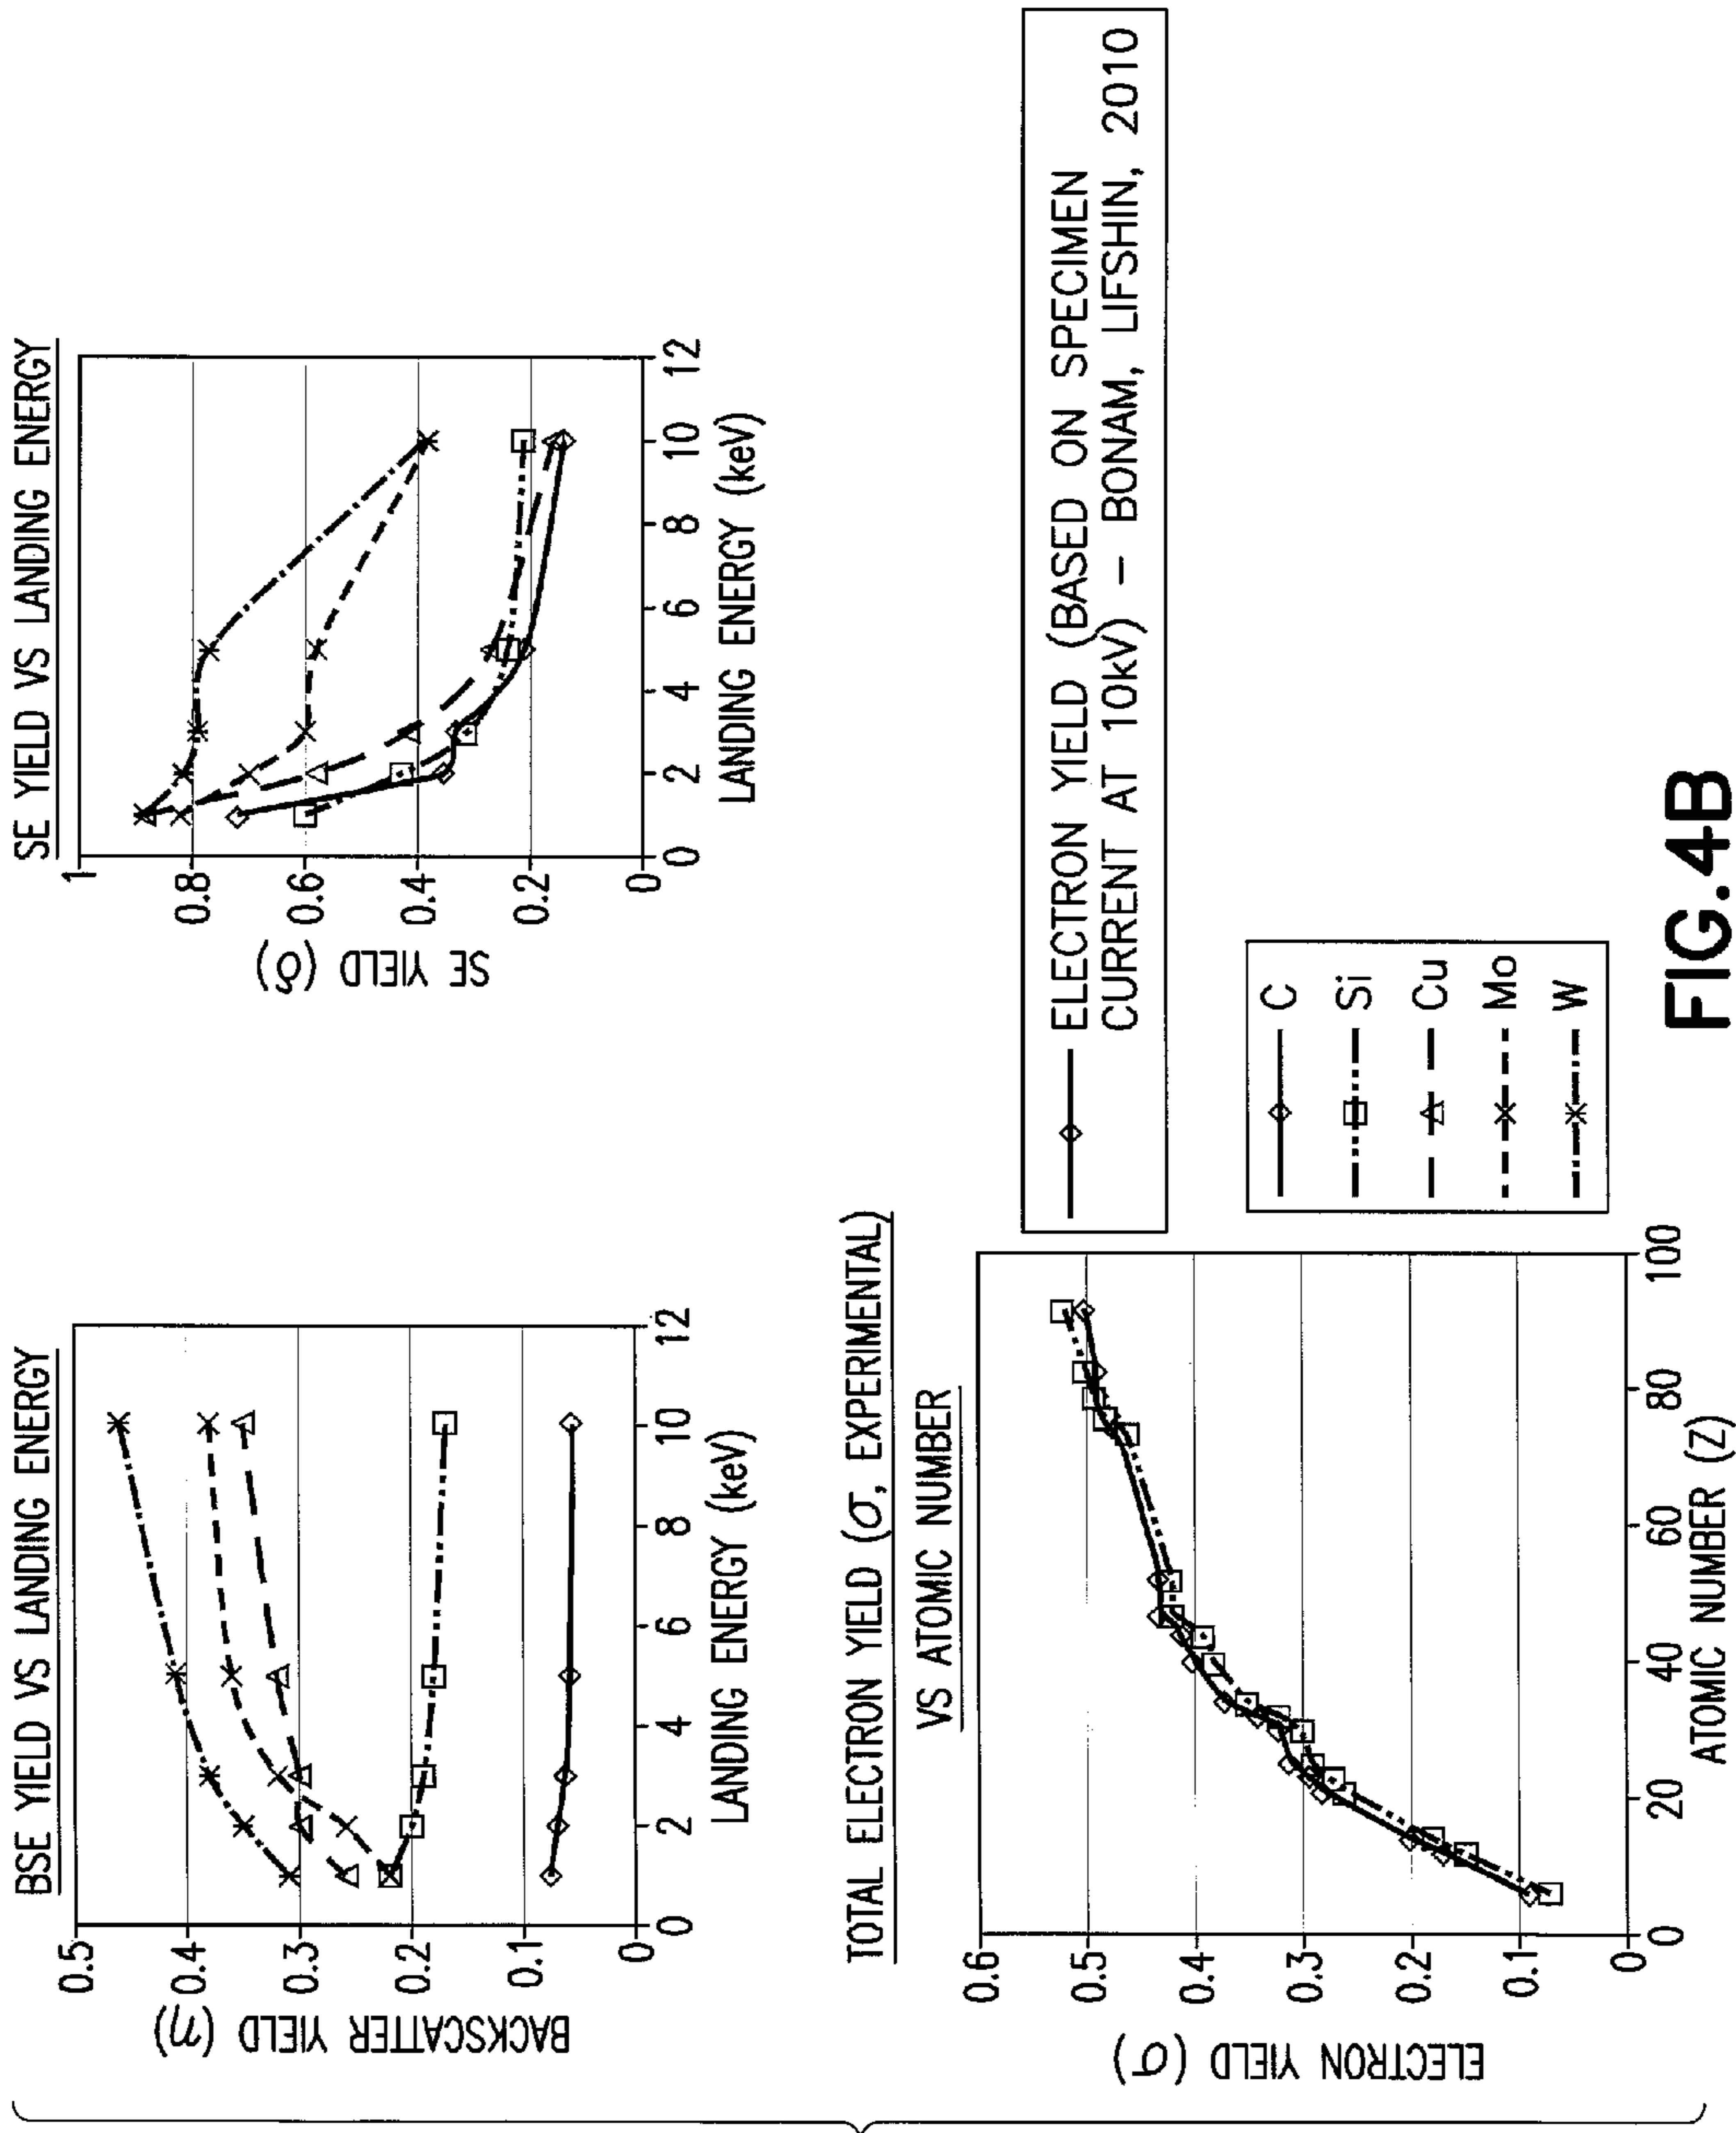 BSE YIELD VS LANDING ENERGY
BACKSCATTER YIELD (η)
0.5
0.4
0.3
0.2
0.1
0
0 2 4 6 8 10 12
LANDING ENERGY (keV)
SE YIELD VS LANDING ENERGY
SE YIELD (δ)
1
0.8
0.6
0.4
0.2
0
0 2 4 6 8 10 12
LANDING ENERGY (keV)
TOTAL ELECTRON YIELD (σ, EXPERIMENTAL)
VS ATOMIC NUMBER
ELECTRON YIELD (σ)
0.6
0.5
0.4
0.3
0.2
0.1
0
0 20 40 60 80 100
ATOMIC NUMBER (Z)
ELECTRON YIELD (BASED ON SPECIMEN
CURRENT AT 10kV) – BONAM, LIFSHIN, 2010
C
Si
Cu
Mo
W
FIG.4B